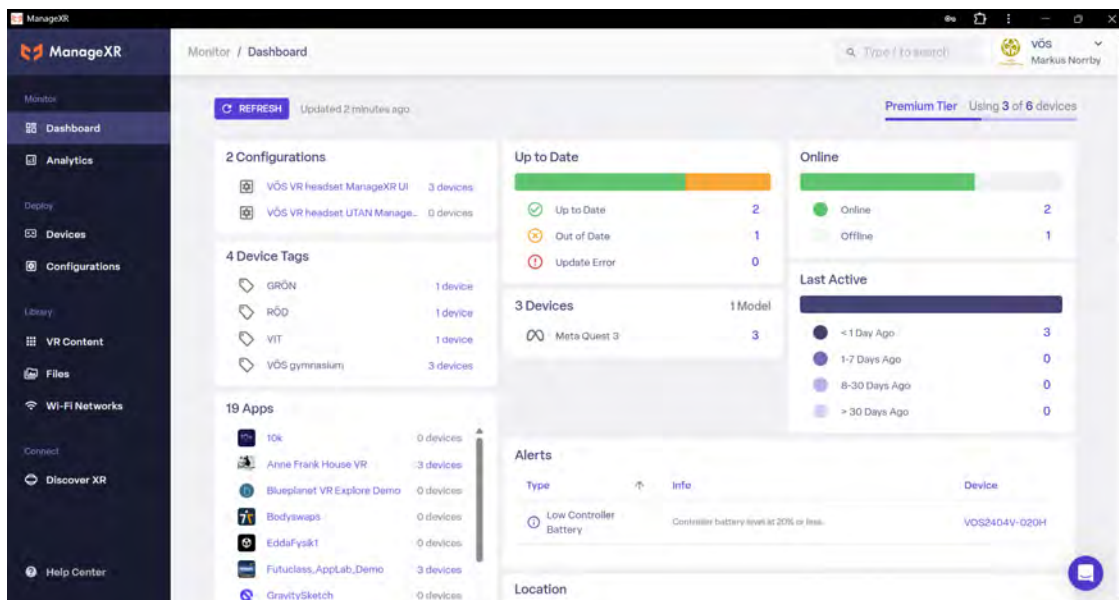 ManageXR
ManageXR
Monitor / Dashboard
Type / to search
VÖS
Markus Norrby
Monitor
Dashboard
Analytics
Deploy
Devices
Configurations
Library
VR Content
Files
Wi-Fi Networks
Connect
Discover XR
Help Center
REFRESH Updated 2 minutes ago
Premium Tier Using 3 of 6 devices
2 Configurations
VÖS VR headset ManageXR UI 3 devices
VÖS VR headset UTAN Manage... 0 devices
4 Device Tags
GRÖN 1 device
RÖD 1 device
VIT 1 device
VÖS gymnasium 3 devices
19 Apps
10k 0 devices
Anne Frank House VR 3 devices
Blueplanet VR Explore Demo 0 devices
Bodyswaps 0 devices
EddaFysik1 0 devices
Futuclass_AppLab_Demo 3 devices
GravitySketch 0 devices
Up to Date
Up to Date 2
Out of Date 1
Update Error 0
3 Devices 1 Model
Meta Quest 3 3
Online
Online 2
Offline 1
Last Active
< 1 Day Ago 3
1-7 Days Ago 0
8-30 Days Ago 0
> 30 Days Ago 0
Alerts
Type Info Device
Low Controller
Battery
Controller battery level at 20% or less.
VOS2404V-020H
Location